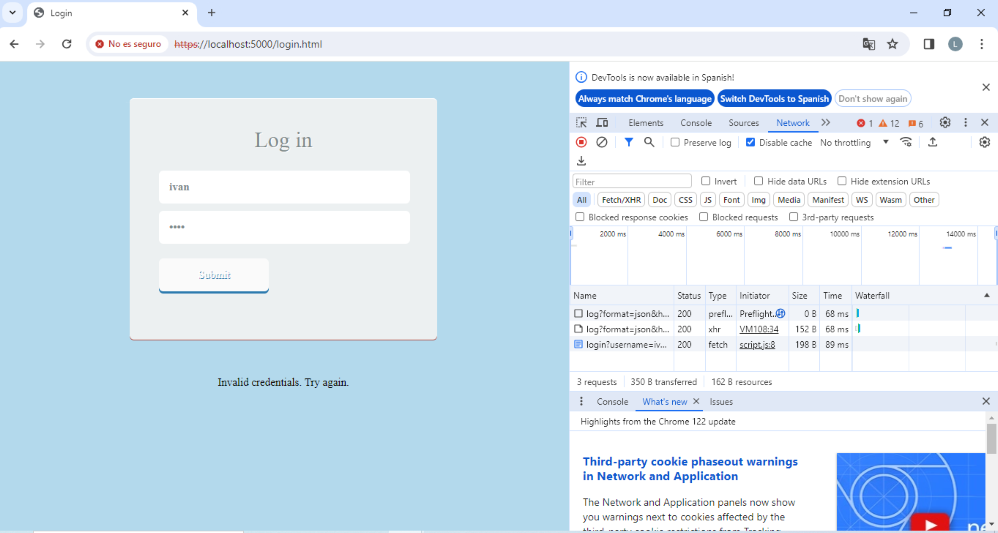 Login
No es seguro
https://localhost:5000/login.html
L
Log in
ivan
••••
Submit
Invalid credentials. Try again.
DevTools is now available in Spanish!
Always match Chrome's language
Switch DevTools to Spanish
Don't show again
Elements Console Sources Network 1 12 6
Preserve log Disable cache No throttling
Filter Invert Hide data URLs Hide extension URLs
All Fetch/XHR Doc CSS JS Font Img Media Manifest WS Wasm Other
Blocked response cookies Blocked requests 3rd-party requests
2000 ms 4000 ms 6000 ms 8000 ms 10000 ms 12000 ms 14000 ms
Name Status Type Initiator Size Time Waterfall
log?format=json&h... 200 prefl... Preflight... 0 B 68 ms
log?format=json&h... 200 xhr VM108:34 152 B 68 ms
login?username=iv... 200 fetch script.js:8 198 B 89 ms
3 requests 350 B transferred 162 B resources
Console What's new Issues
Highlights from the Chrome 122 update
Third-party cookie phaseout warnings
in Network and Application
The Network and Application panels now show
you warnings next to cookies affected by the
third-party cookie restrictions from Tracking
ne